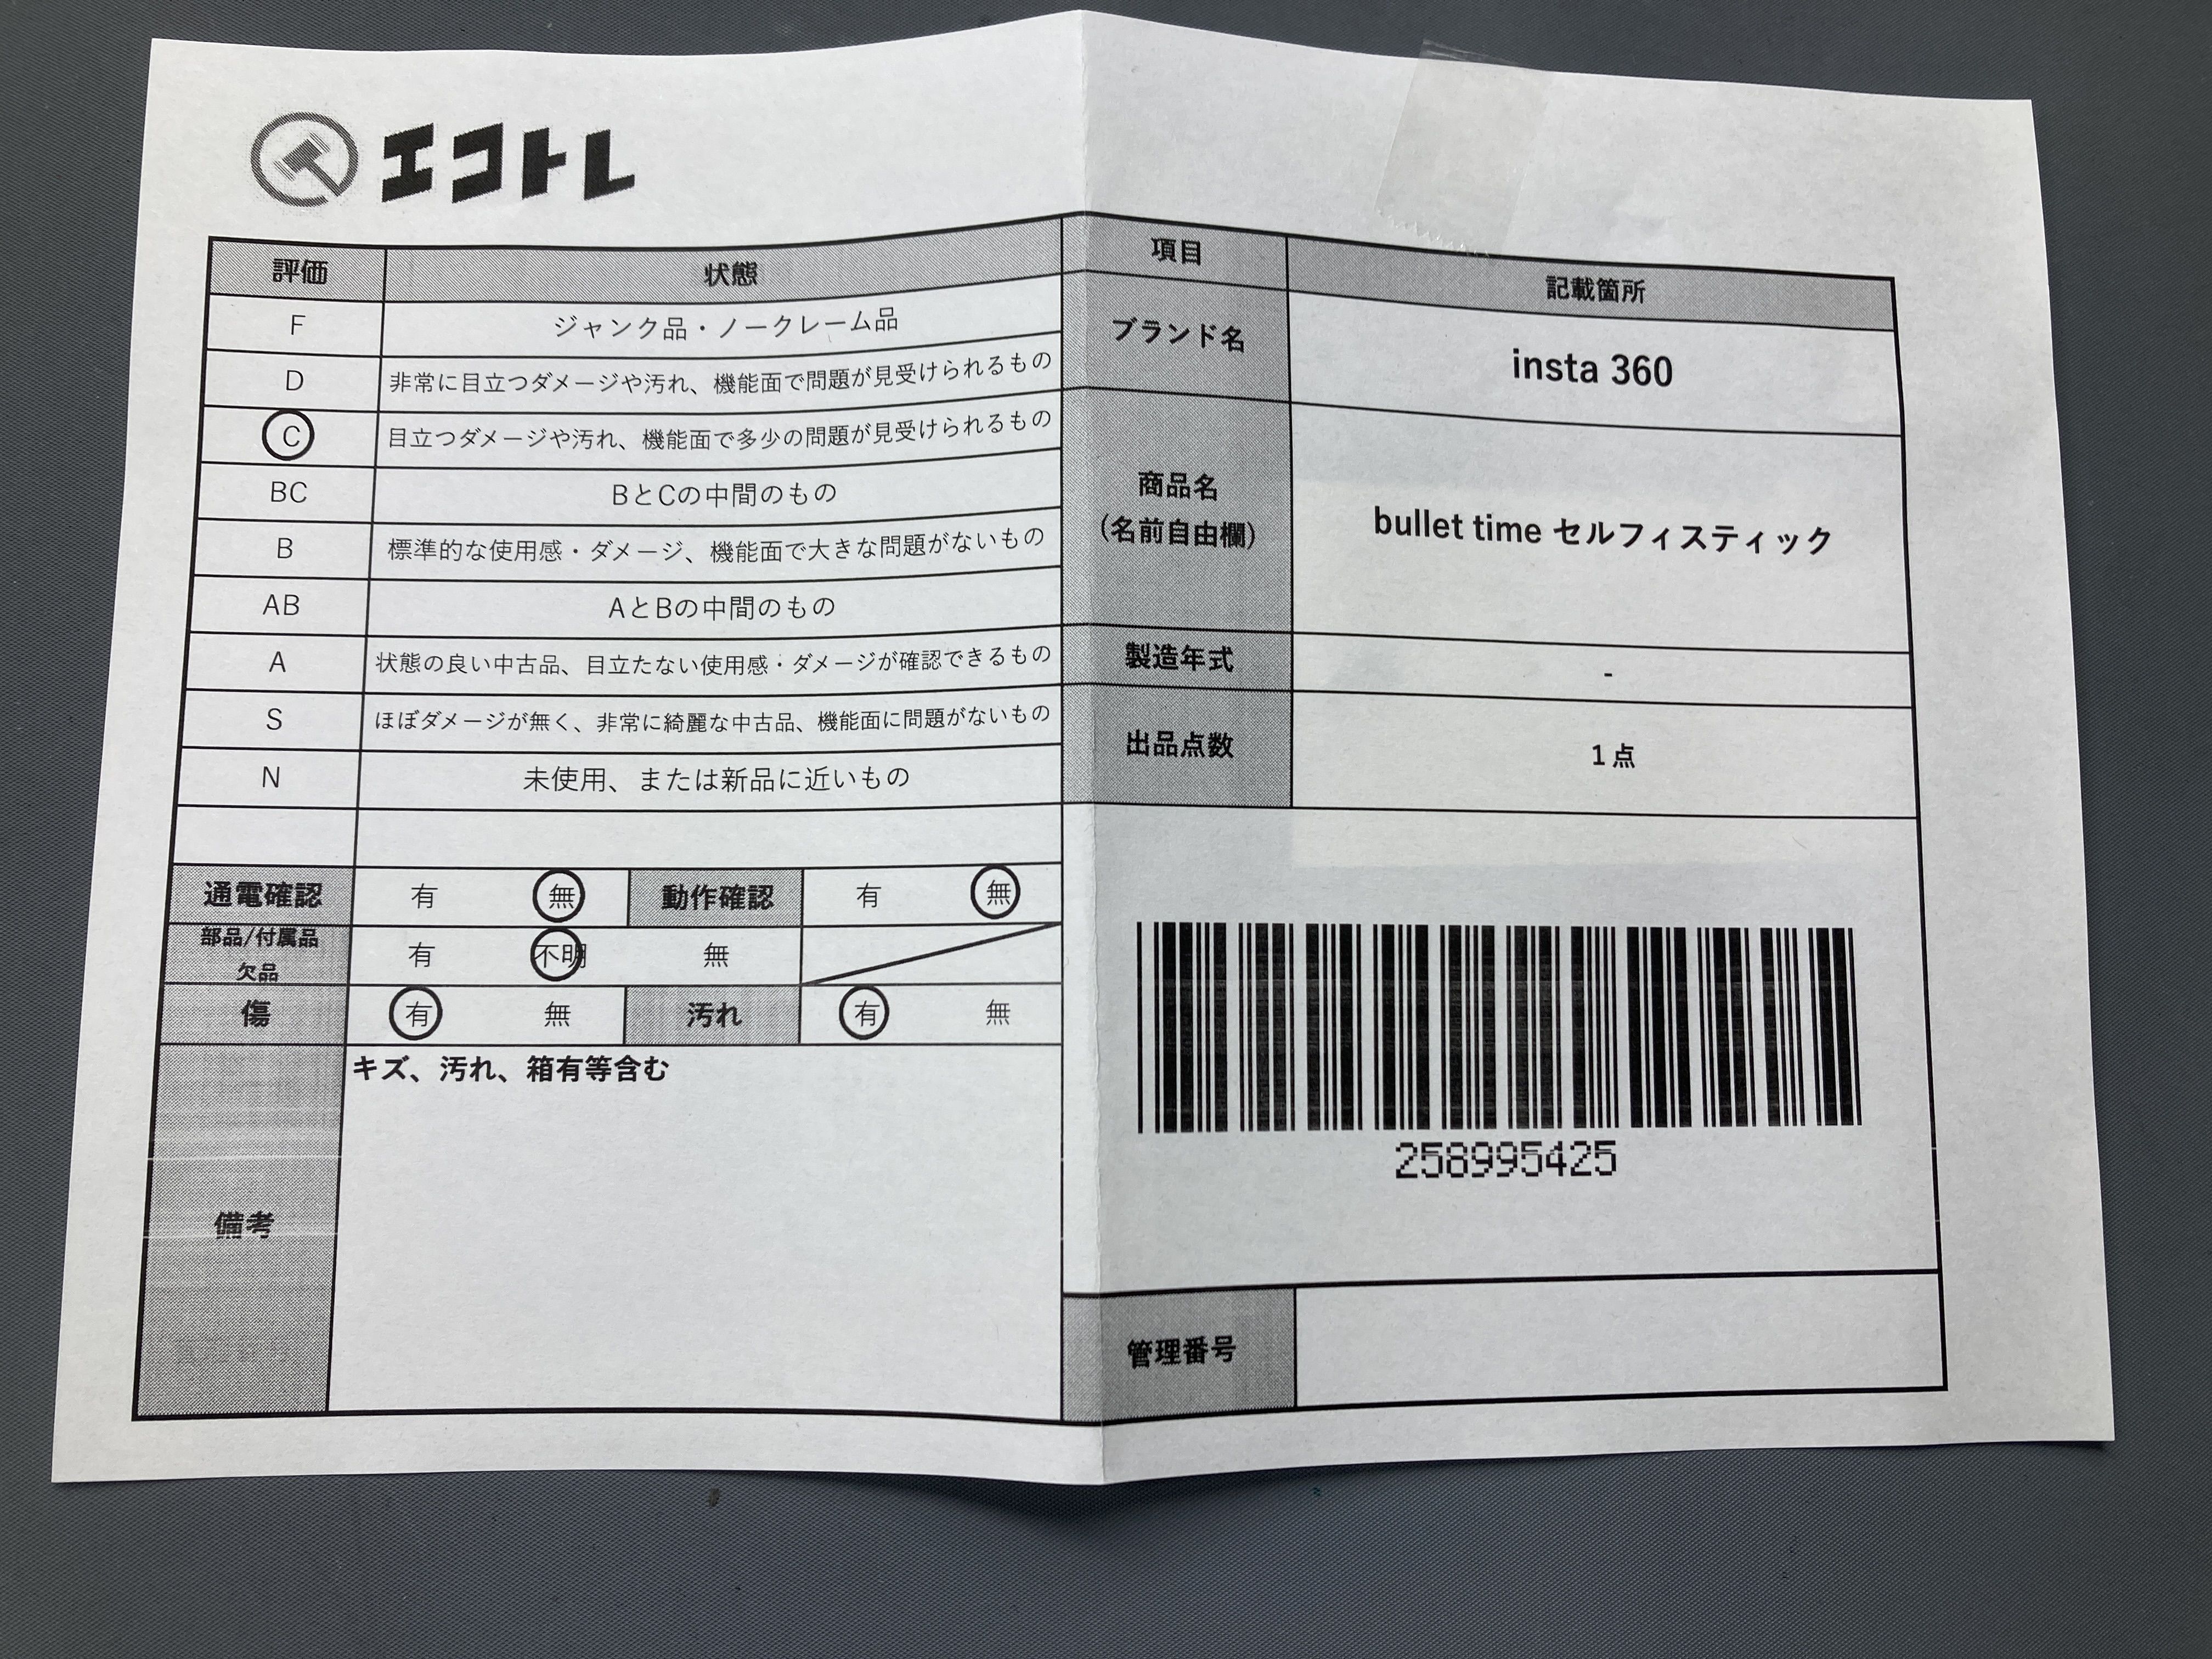 エコトレ
評価 状態
F ジャンク品・ノークレーム品
D 非常に目立つダメージや汚れ、機能面で問題が見受けられるもの
C 目立つダメージや汚れ、機能面で多少の問題が見受けられるもの
BC BとCの中間のもの
B 標準的な使用感・ダメージ、機能面で大きな問題がないもの
AB AとBの中間のもの
A 状態の良い中古品、目立たない使用感・ダメージが確認できるもの
S ほぼダメージが無く、非常に綺麗な中古品、機能面に問題がないもの
N 未使用、または新品に近いもの
通電確認 有 無 動作確認 有 無
部品/付属品
欠品 有 不明 無
傷 有 無 汚れ 有 無
備考 キズ、汚れ、箱有等含む
項目 記載箇所
ブランド名 insta 360
商品名
(名前自由欄) bullet time セルフィスティック
製造年式 -
出品点数 1 点
258995425
管理番号